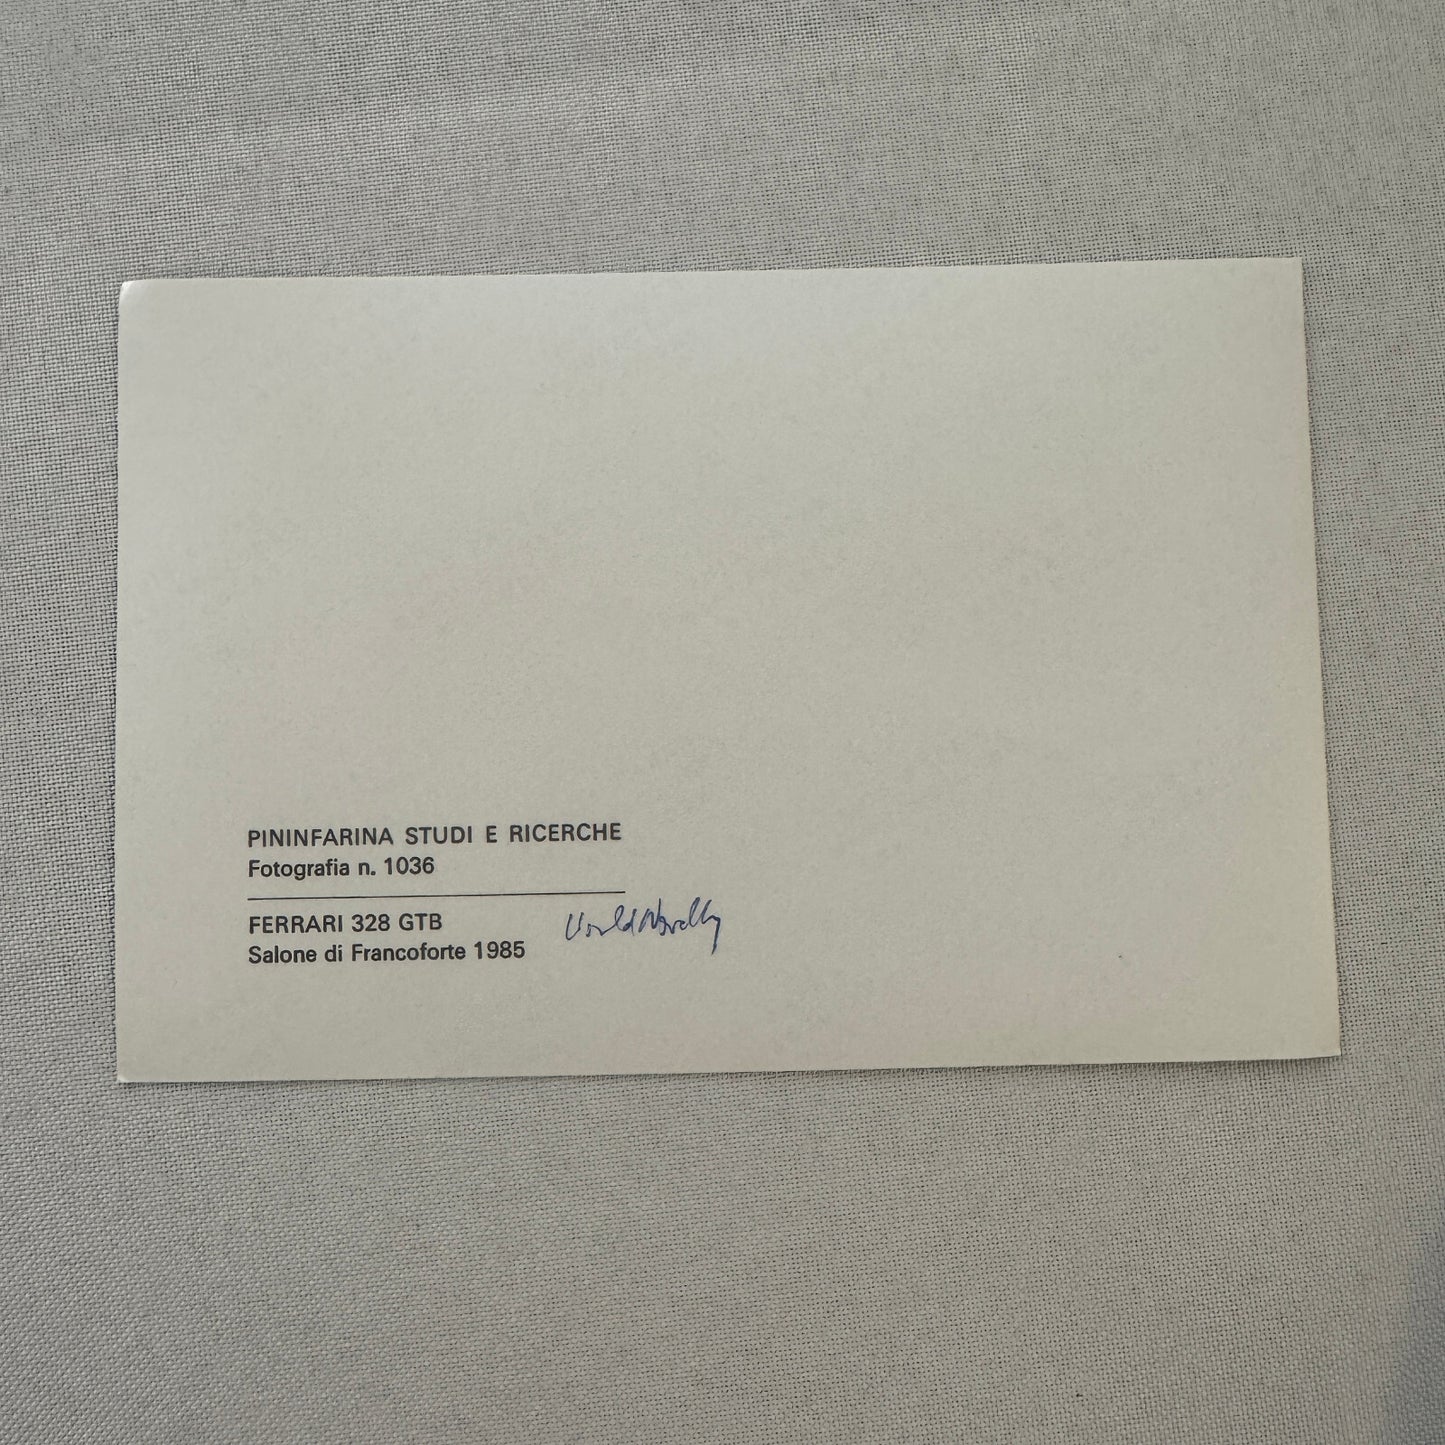 PININFARINA STUDI E RICERCHE
Fotografia n. 1036
FERRARI 328 GTB
Salone di Francoforte 1985